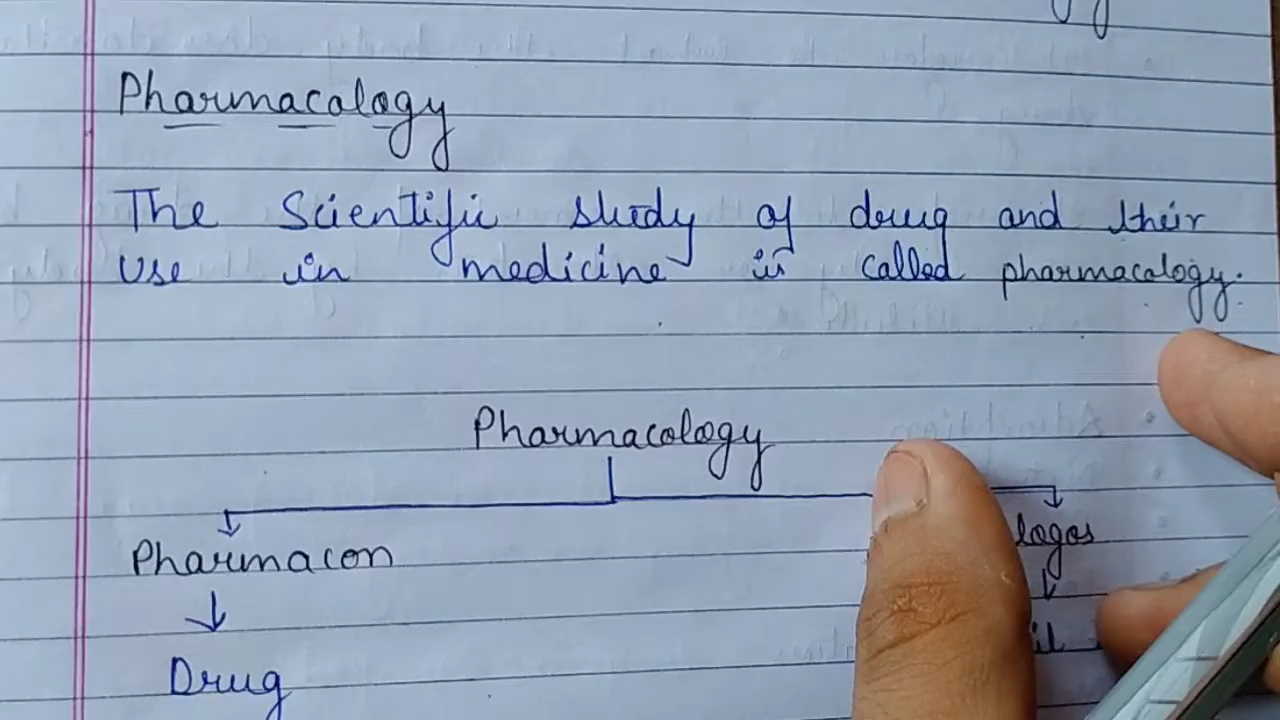 Pharmacology
The Scientific study of drug and their
Use in medicine is called pharmacology.
Pharmacology
Pharmacon logos
Drug